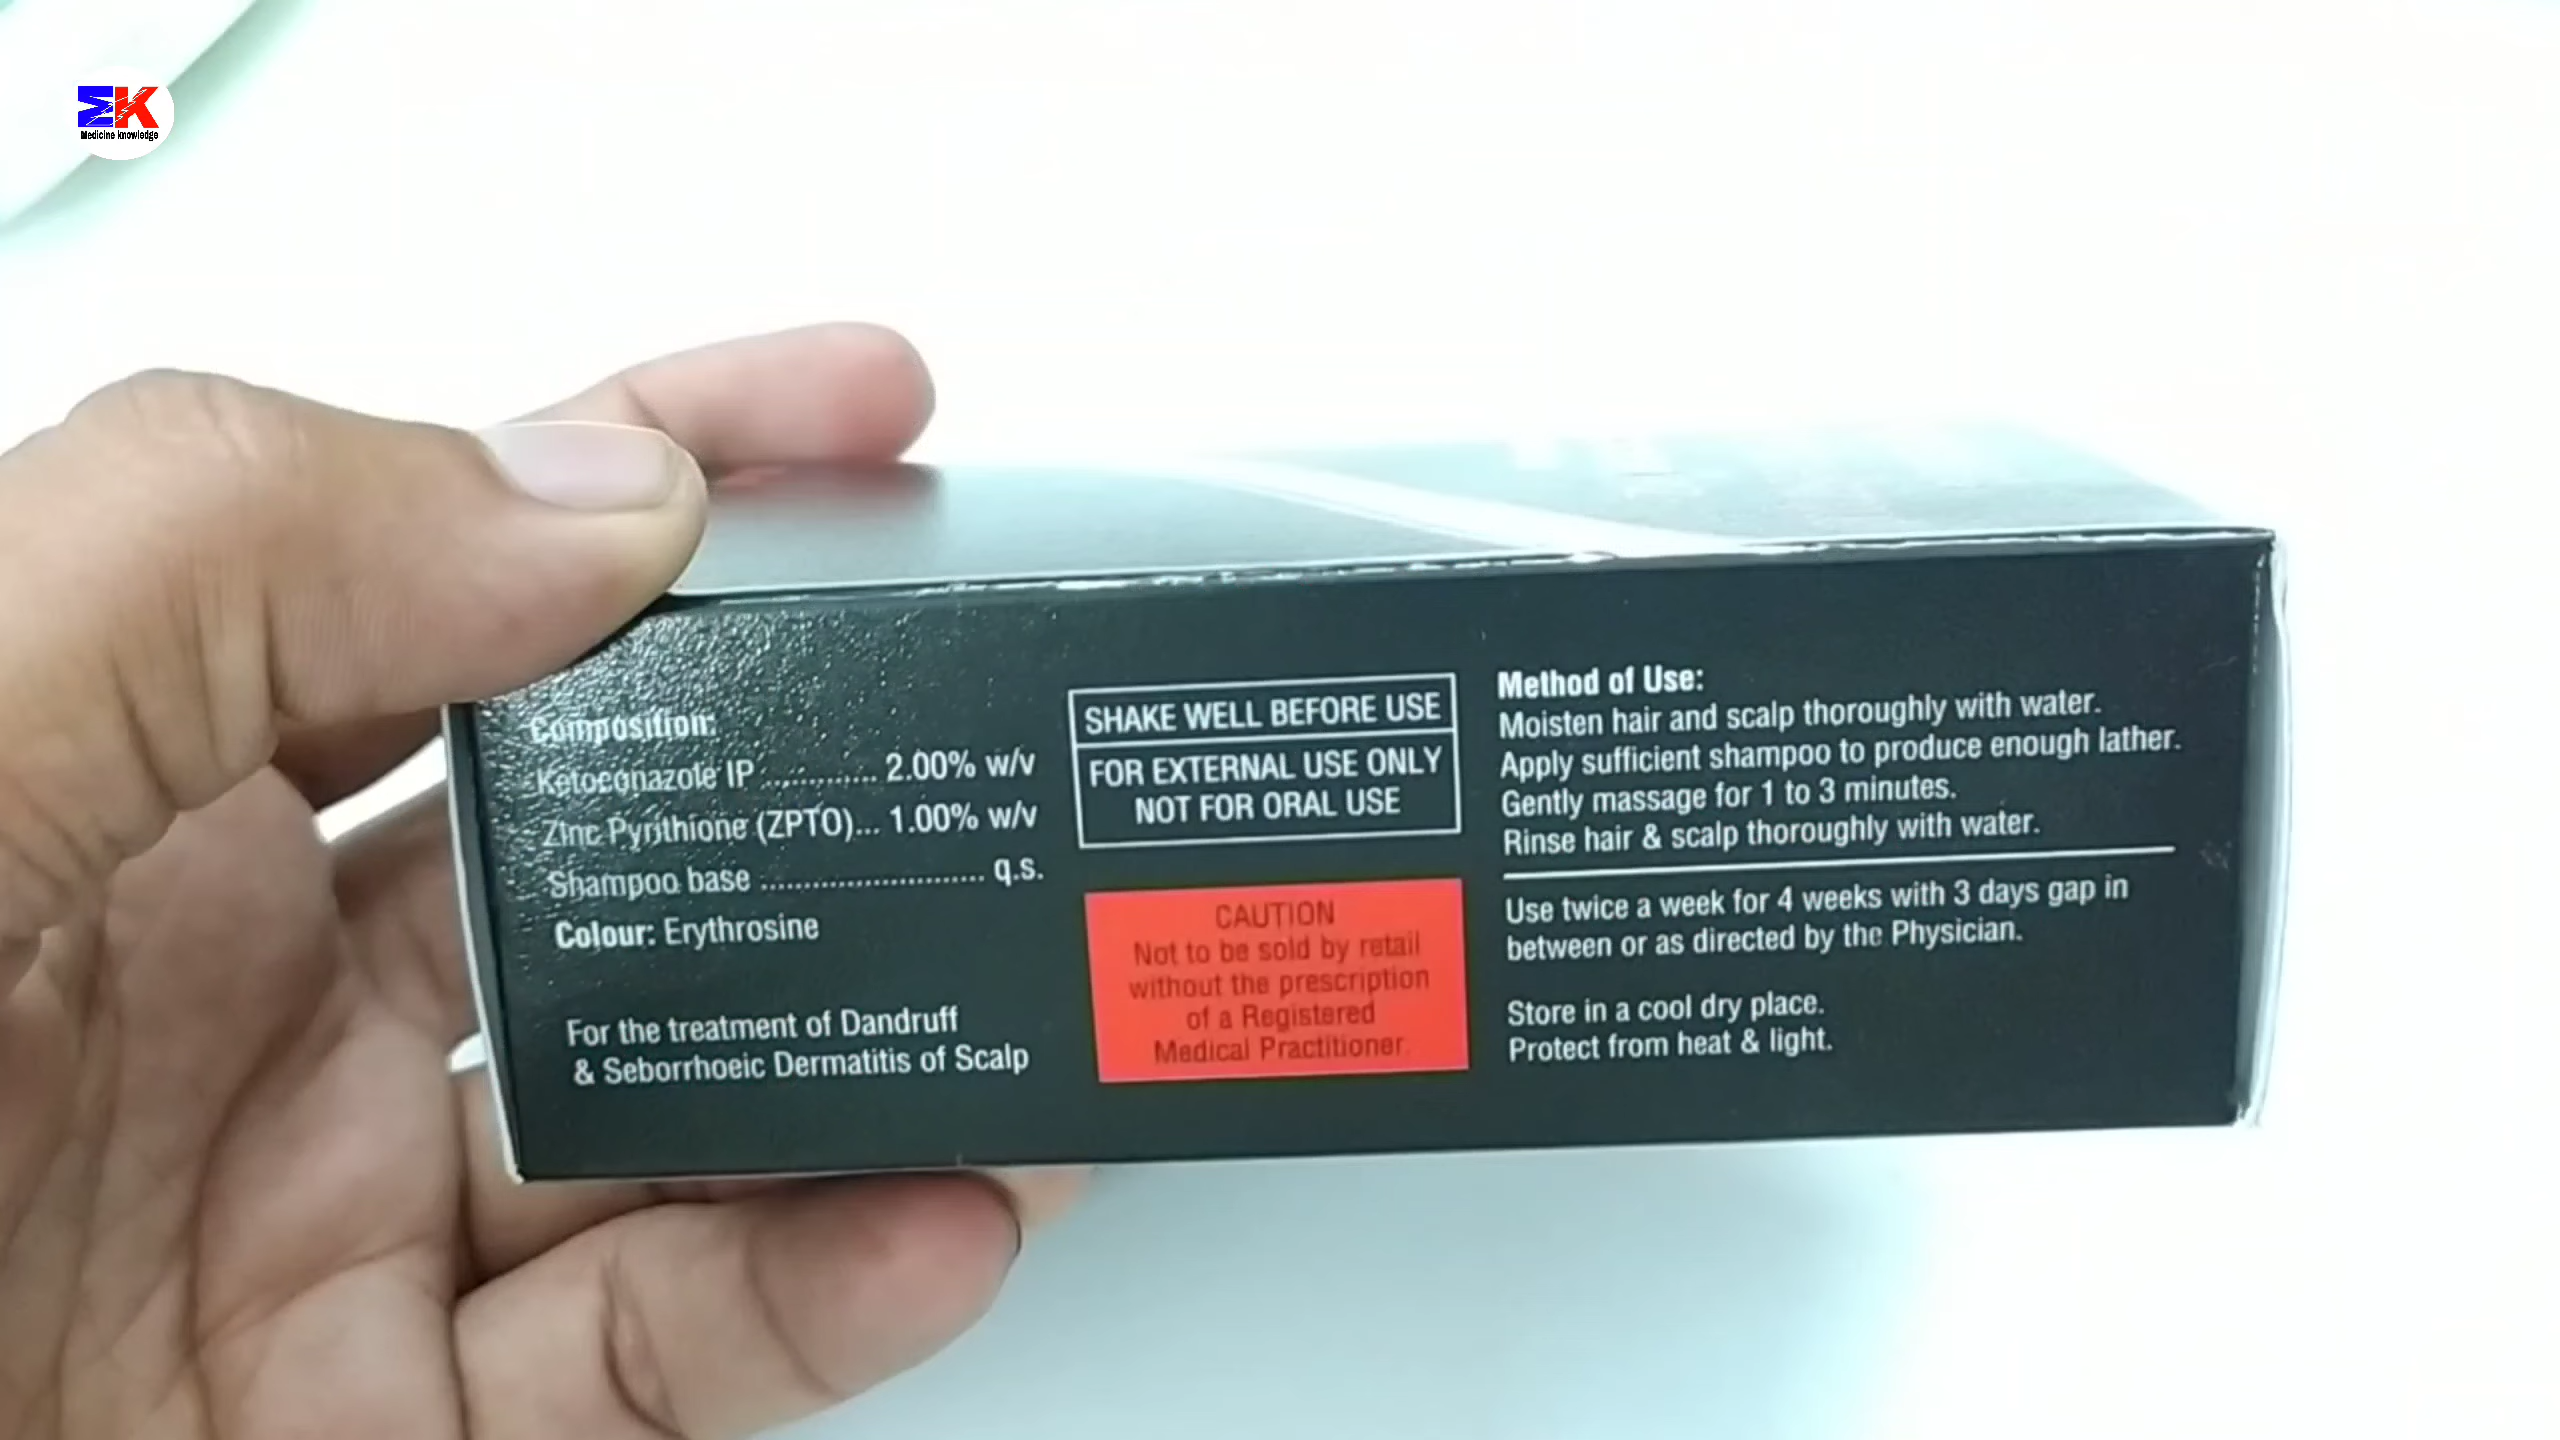 Medicine knowledge
Composition:
Ketoconazole IP ............. 2.00% w/v
Zinc Pyrithione (ZPTO)... 1.00% w/v
Shampoo base .......................... q.s.
Colour: Erythrosine
For the treatment of Dandruff
& Seborrhoeic Dermatitis of Scalp
SHAKE WELL BEFORE USE
FOR EXTERNAL USE ONLY
NOT FOR ORAL USE
CAUTION
Not to be sold by retail
without the prescription
of a Registered
Medical Practitioner.
Method of Use:
Moisten hair and scalp thoroughly with water.
Apply sufficient shampoo to produce enough lather.
Gently massage for 1 to 3 minutes.
Rinse hair & scalp thoroughly with water.
Use twice a week for 4 weeks with 3 days gap in
between or as directed by the Physician.
Store in a cool dry place.
Protect from heat & light.